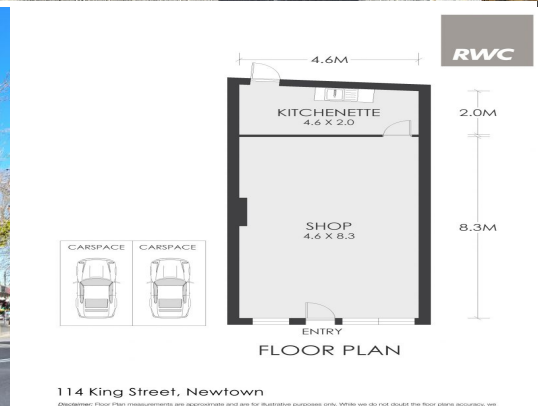 RWC
4.6M
KITCHENETTE
4.6 X 2.0
2.0M
SHOP
4.6 X 8.3
8.3M
CARSPACE CARSPACE
ENTRY
FLOOR PLAN
114 King Street, Newtown
Disclaimer: Floor Plan measurements are approximate and are for illustrative purposes only. While we do not doubt the floor plans accuracy, we